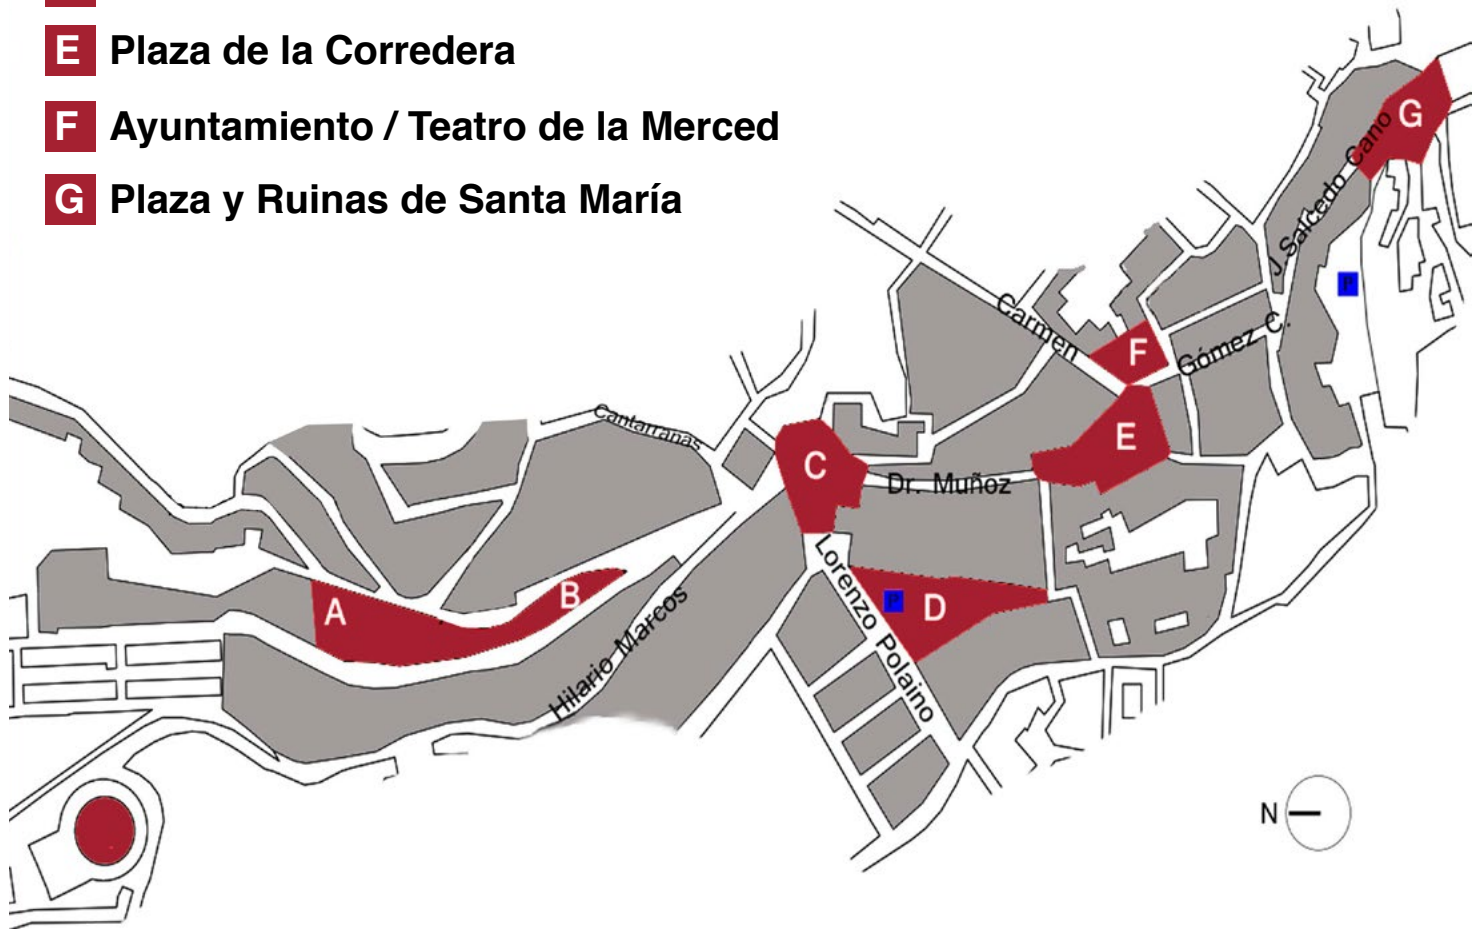 E Plaza de la Corredera
F Ayuntamiento / Teatro de la Merced
G Plaza y Ruinas de Santa María
G
J.Salcedo Cano
P
Carmen
F
Gómez C.
Cantarranas
E
C
Dr. Muñoz
Lorenzo Polaino
A
B
P
D
Hilario Marcos
N